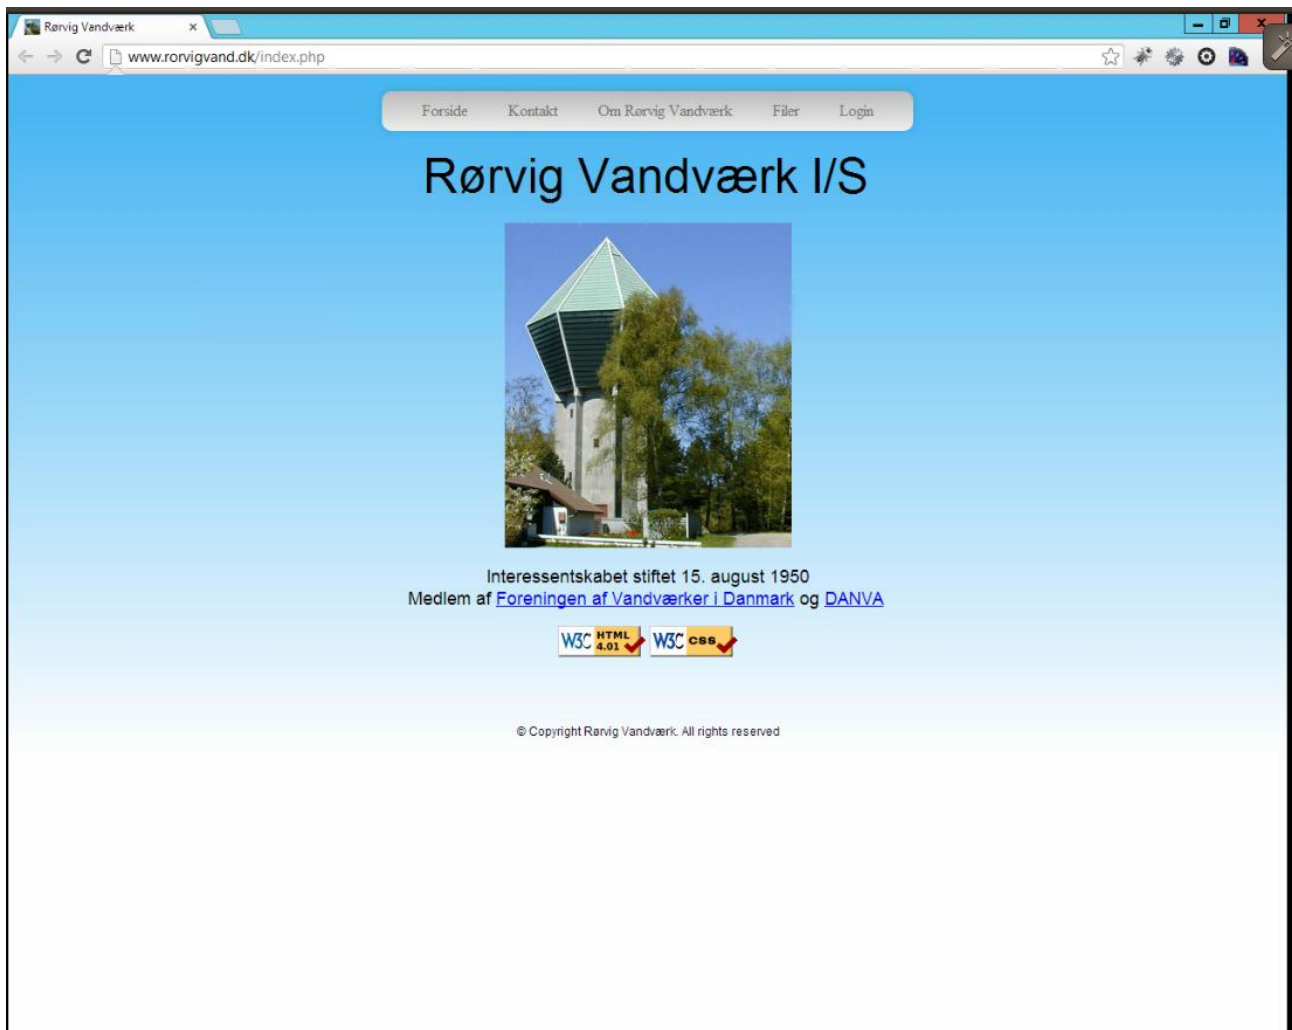 Rørvig Vandværk
www.rorvigvand.dk/index.php
Forside Kontakt Om Rørvig Vandværk Filer Login
Rørvig Vandværk I/S
Interessentskabet stiftet 15. august 1950
Medlem af Foreningen af Vandværker i Danmark og DANVA
W3C HTML 4.01 W3C css
© Copyright Rørvig Vandværk. All rights reserved